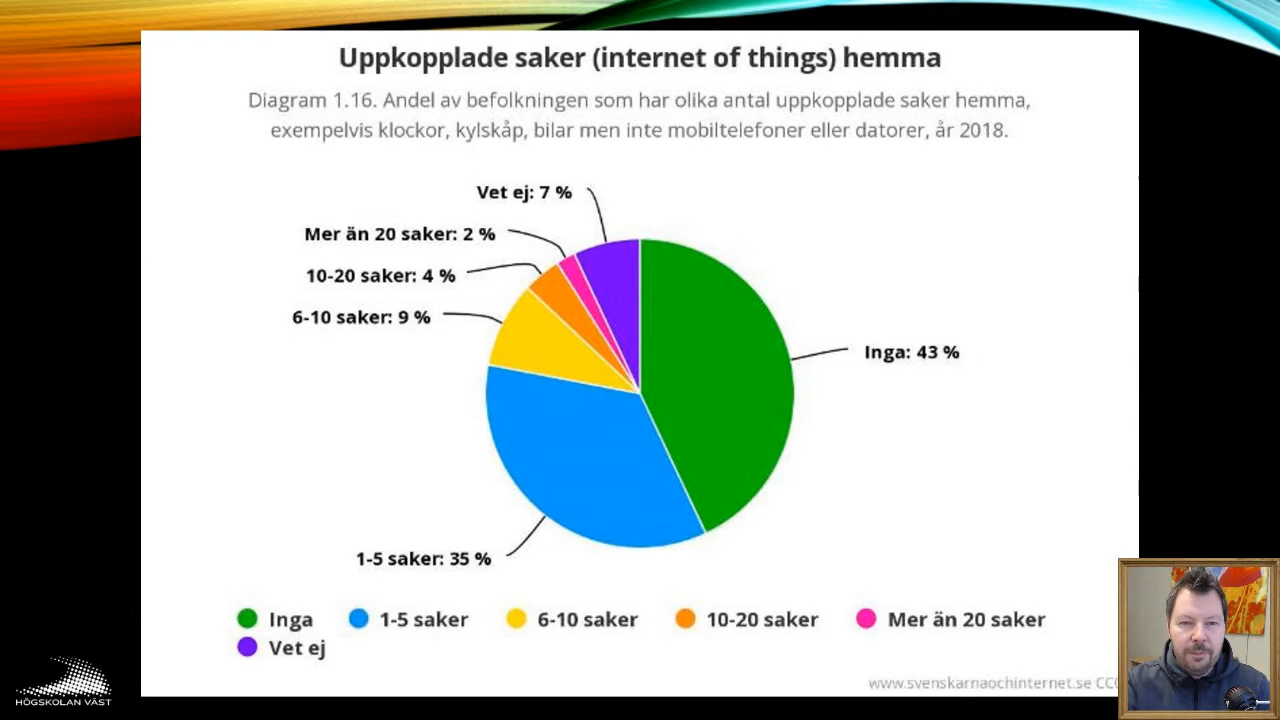 Uppkopplade saker (internet of things) hemma
Diagram 1.16. Andel av befolkningen som har olika antal uppkopplade saker hemma,
exempelvis klockor, kylskåp, bilar men inte mobiltelefoner eller datorer, år 2018.
Vet ej: 7 %
Mer än 20 saker: 2 %
10-20 saker: 4 %
6-10 saker: 9 %
Inga: 43 %
1-5 saker: 35 %
Inga 1-5 saker 6-10 saker 10-20 saker Mer än 20 saker
Vet ej
www.svenskarnaochinternet.se
HÖGSKOLAN VÄST